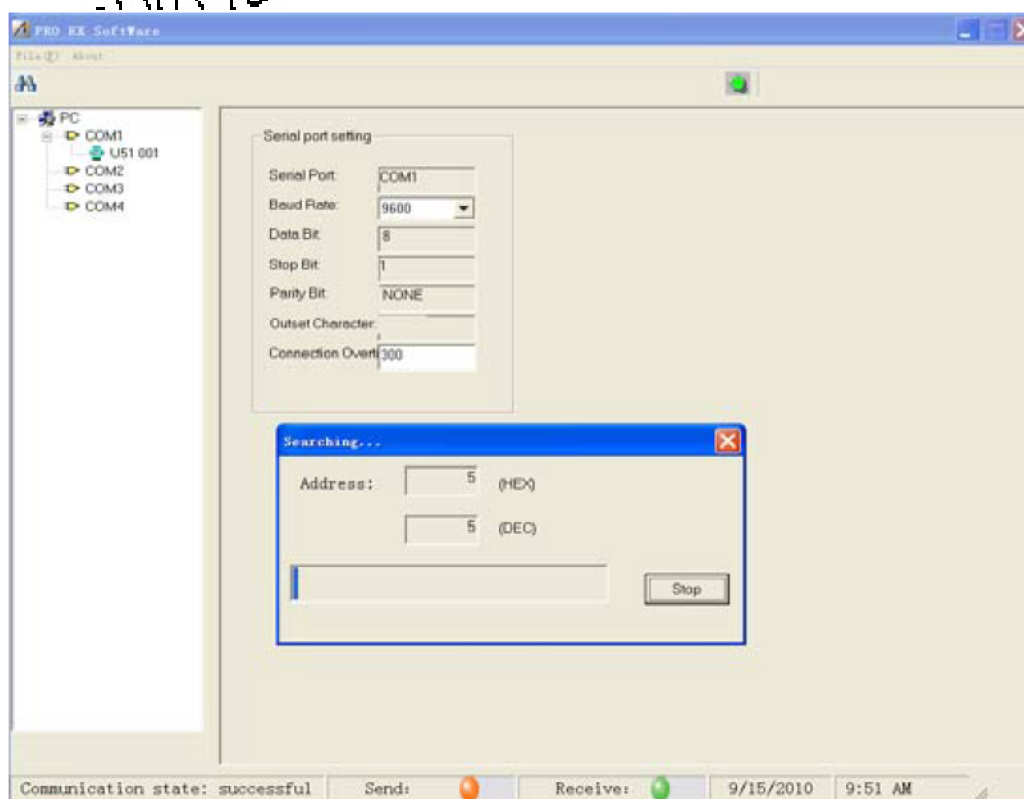 PRO EX SoftWare
File(F) About
PC
COM1
U51 001
COM2
COM3
COM4
Serial port setting
Serial Port: COM1
Baud Rate: 9600
Data Bit: 8
Stop Bit: 1
Parity Bit: NONE
Outset Character:
Connection Overti 300
Searching...
Address: 5 (HEX)
5 (DEC)
Stop
Communication state: successful Send: Receive: 9/15/2010 9:51 AM